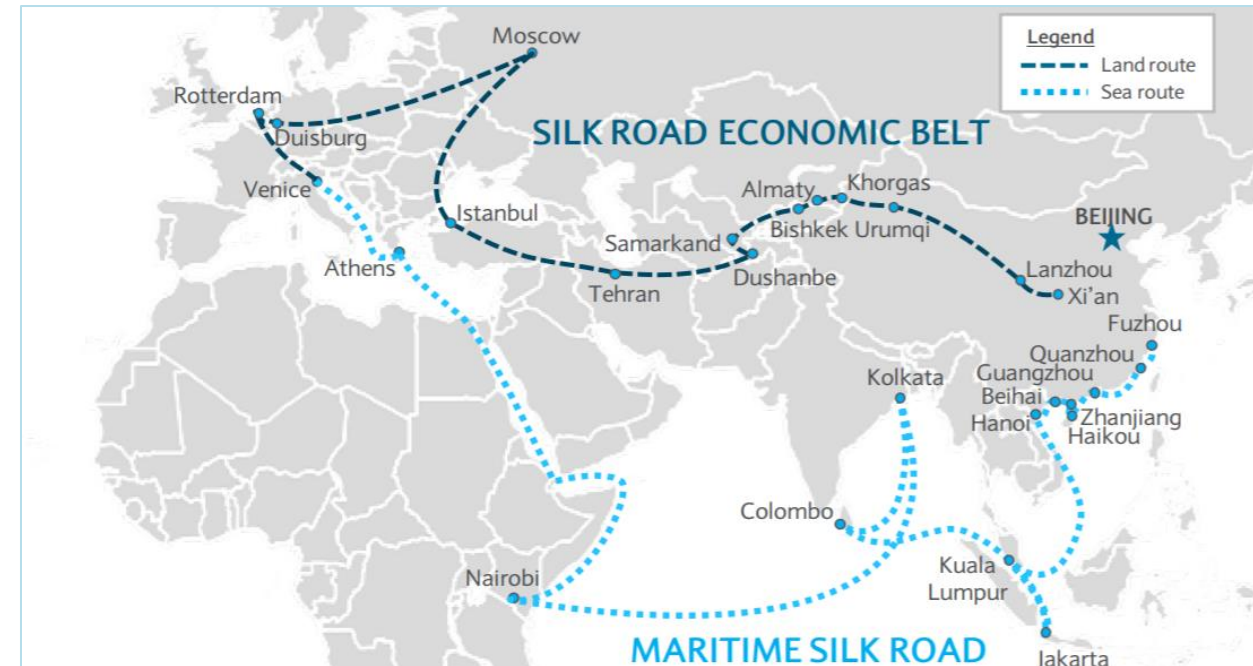 Legend
Land route
Sea route
Moscow
Rotterdam
Duisburg
SILK ROAD ECONOMIC BELT
Venice
Almaty
Khorgas
Istanbul
Bishkek
Urumqi
BEIJING
Samarkand
Athens
Dushanbe
Lanzhou
Tehran
Xi'an
Fuzhou
Quanzhou
Kolkata
Guangzhou
Beihai
Hanoi
Zhanjiang
Haikou
Colombo
Kuala
Lumpur
Nairobi
MARITIME SILK ROAD
Jakarta